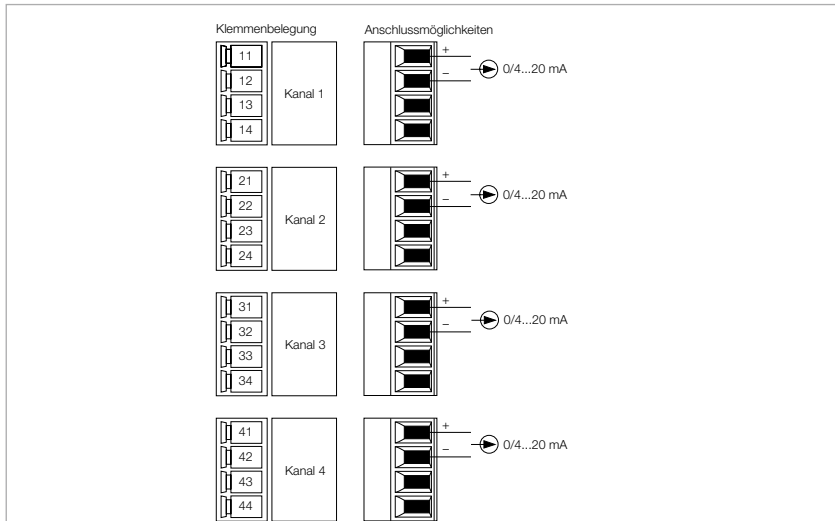 Klemmenbelegung Anschlussmöglichkeiten
11
12
13
14
Kanal 1
+
–
0/4...20 mA
21
22
23
24
Kanal 2
+
–
0/4...20 mA
31
32
33
34
Kanal 3
+
–
0/4...20 mA
41
42
43
44
Kanal 4
+
–
0/4...20 mA